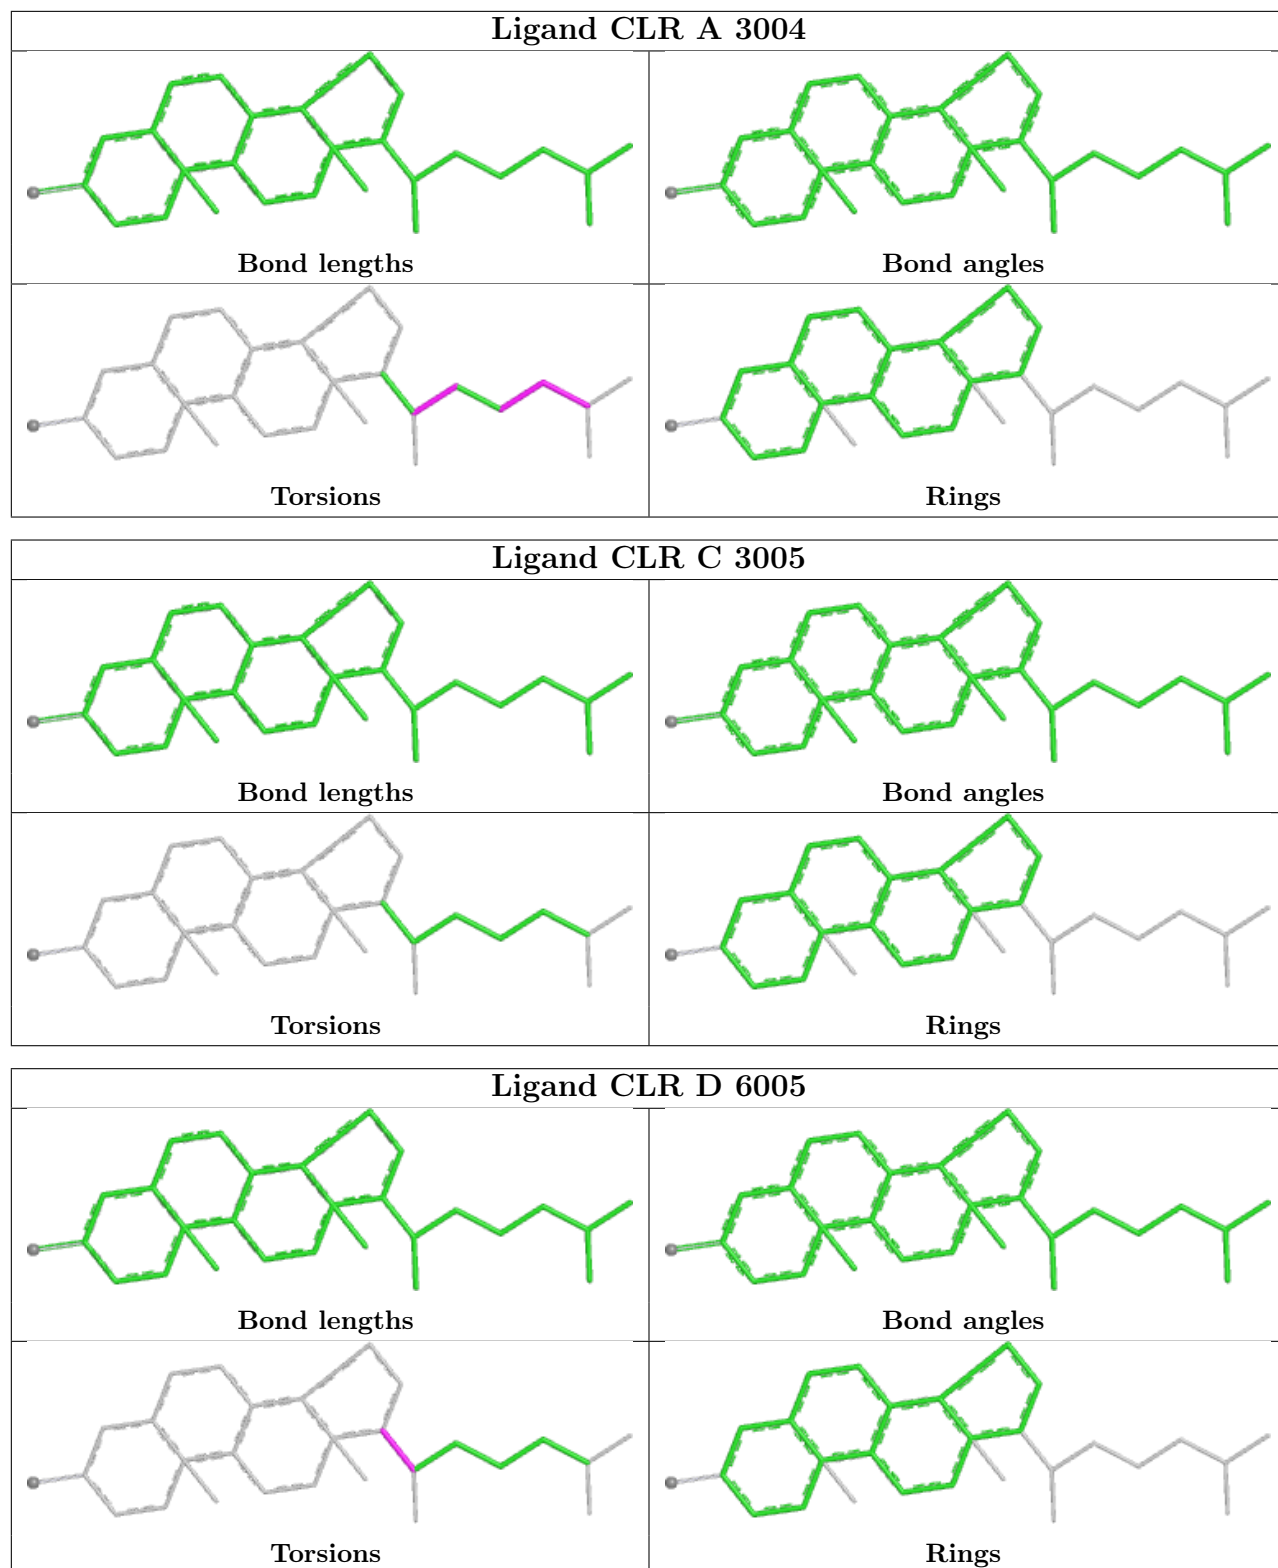 Ligand CLR A 3004
Bond lengths
Bond angles
Torsions
Rings
Ligand CLR C 3005
Bond lengths
Bond angles
Torsions
Rings
Ligand CLR D 6005
Bond lengths
Bond angles
Torsions
Rings